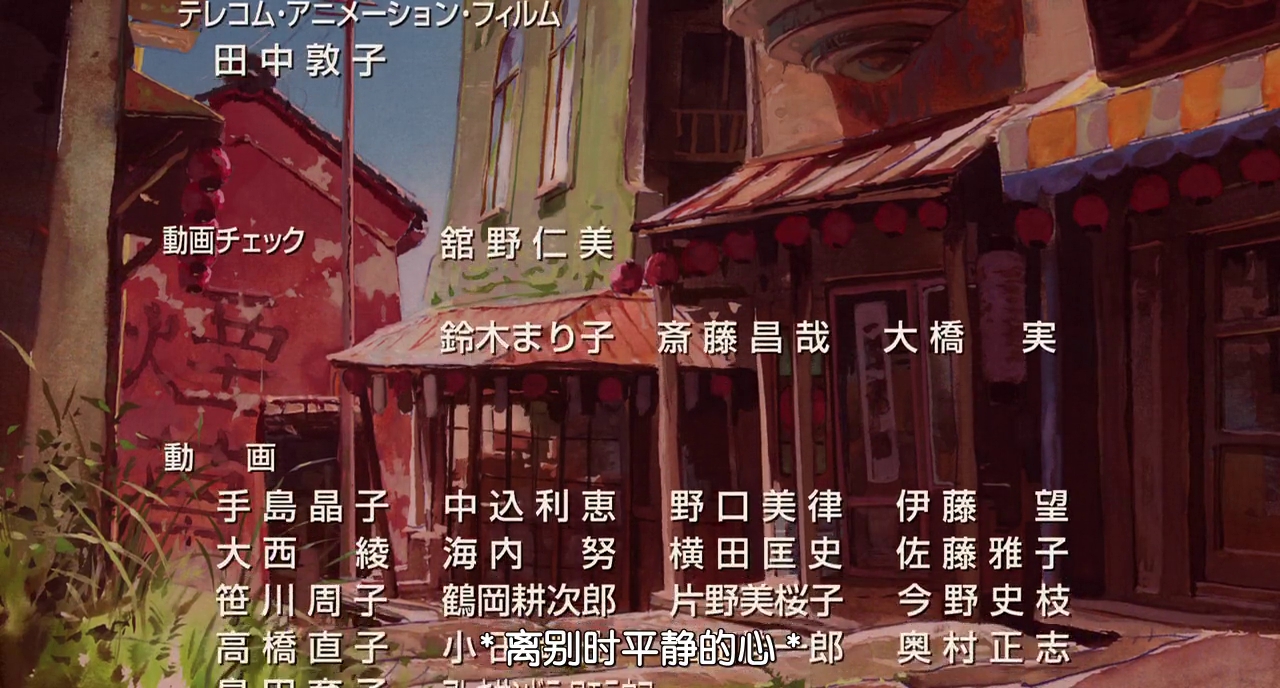 テレコム・アニメーション・フィルム
田中敦子
動画チェック 舘野仁美
鈴木まり子 斎藤昌哉 大橋 実
動 画
手島晶子 中込利恵 野口美律 伊藤 望
大西 綾 海内 努 横田匡史 佐藤雅子
笹川周子 鶴岡耕次郎 片野美桜子 今野史枝
高橋直子 小 郎 奥村正志
*离别时平静的心*